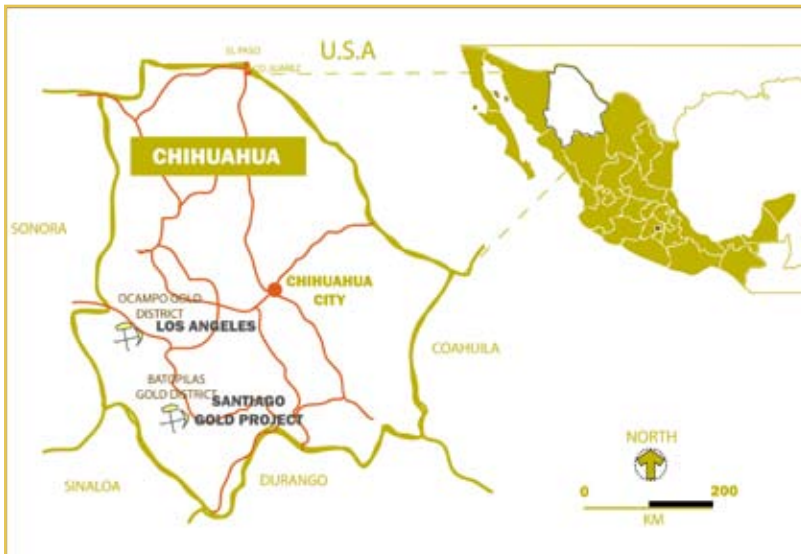 EL PASO
U.S.A
CD JUAREZ
CHIHUAHUA
SONORA
CHIHUAHUA
CITY
OCAMPO GOLD
DISTRICT
LOS ANGELES
COAHUILA
BATOPILAS
GOLD DISTRICT
SANTIAGO
GOLD PROJECT
NORTH
SINALOA
DURANGO
0 200
KM